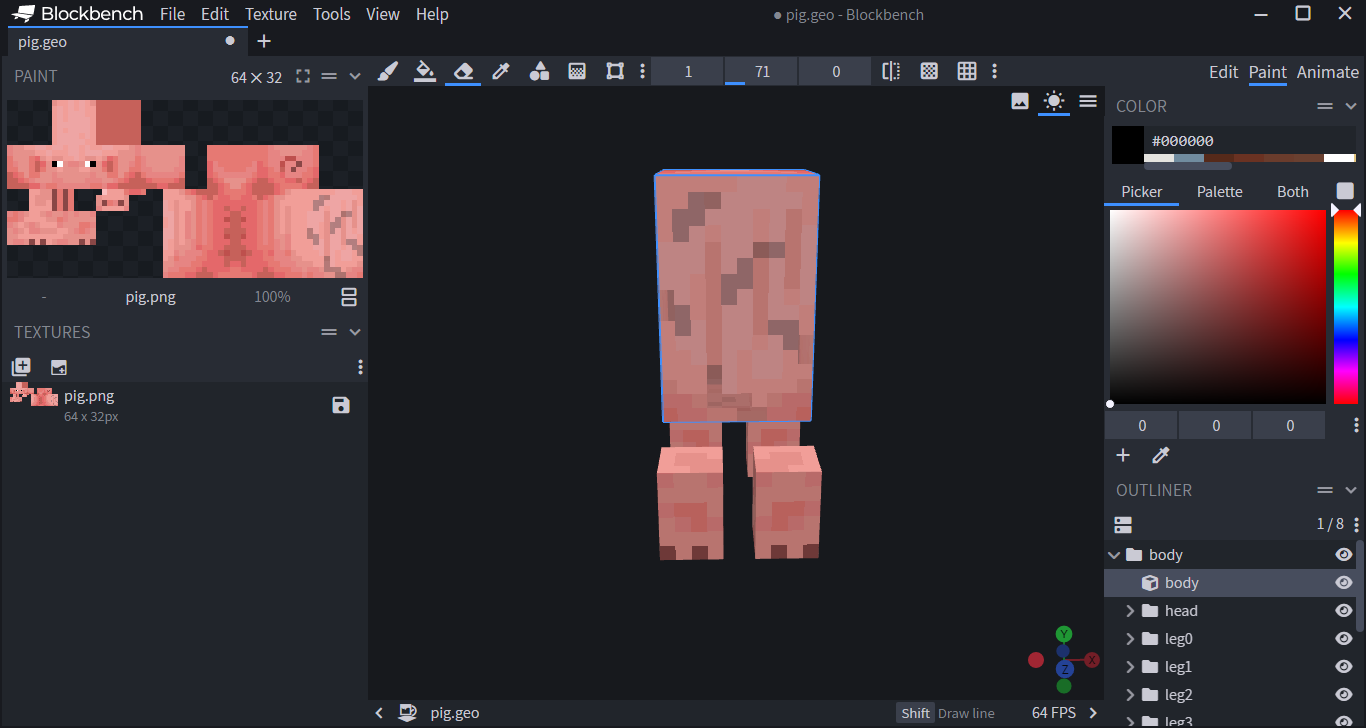 Blockbench File Edit Texture Tools View Help
● pig.geo - Blockbench
pig.geo
PAINT 64 × 32
1 71 0
Edit Paint Animate
COLOR
#000000
Picker Palette Both
- pig.png 100%
TEXTURES
pig.png
64 x 32px
0 0 0
OUTLINER
1 / 8
body
body
head
leg0
leg1
leg2
leg3
Y
X
Z
pig.geo
Shift Draw line 64 FPS